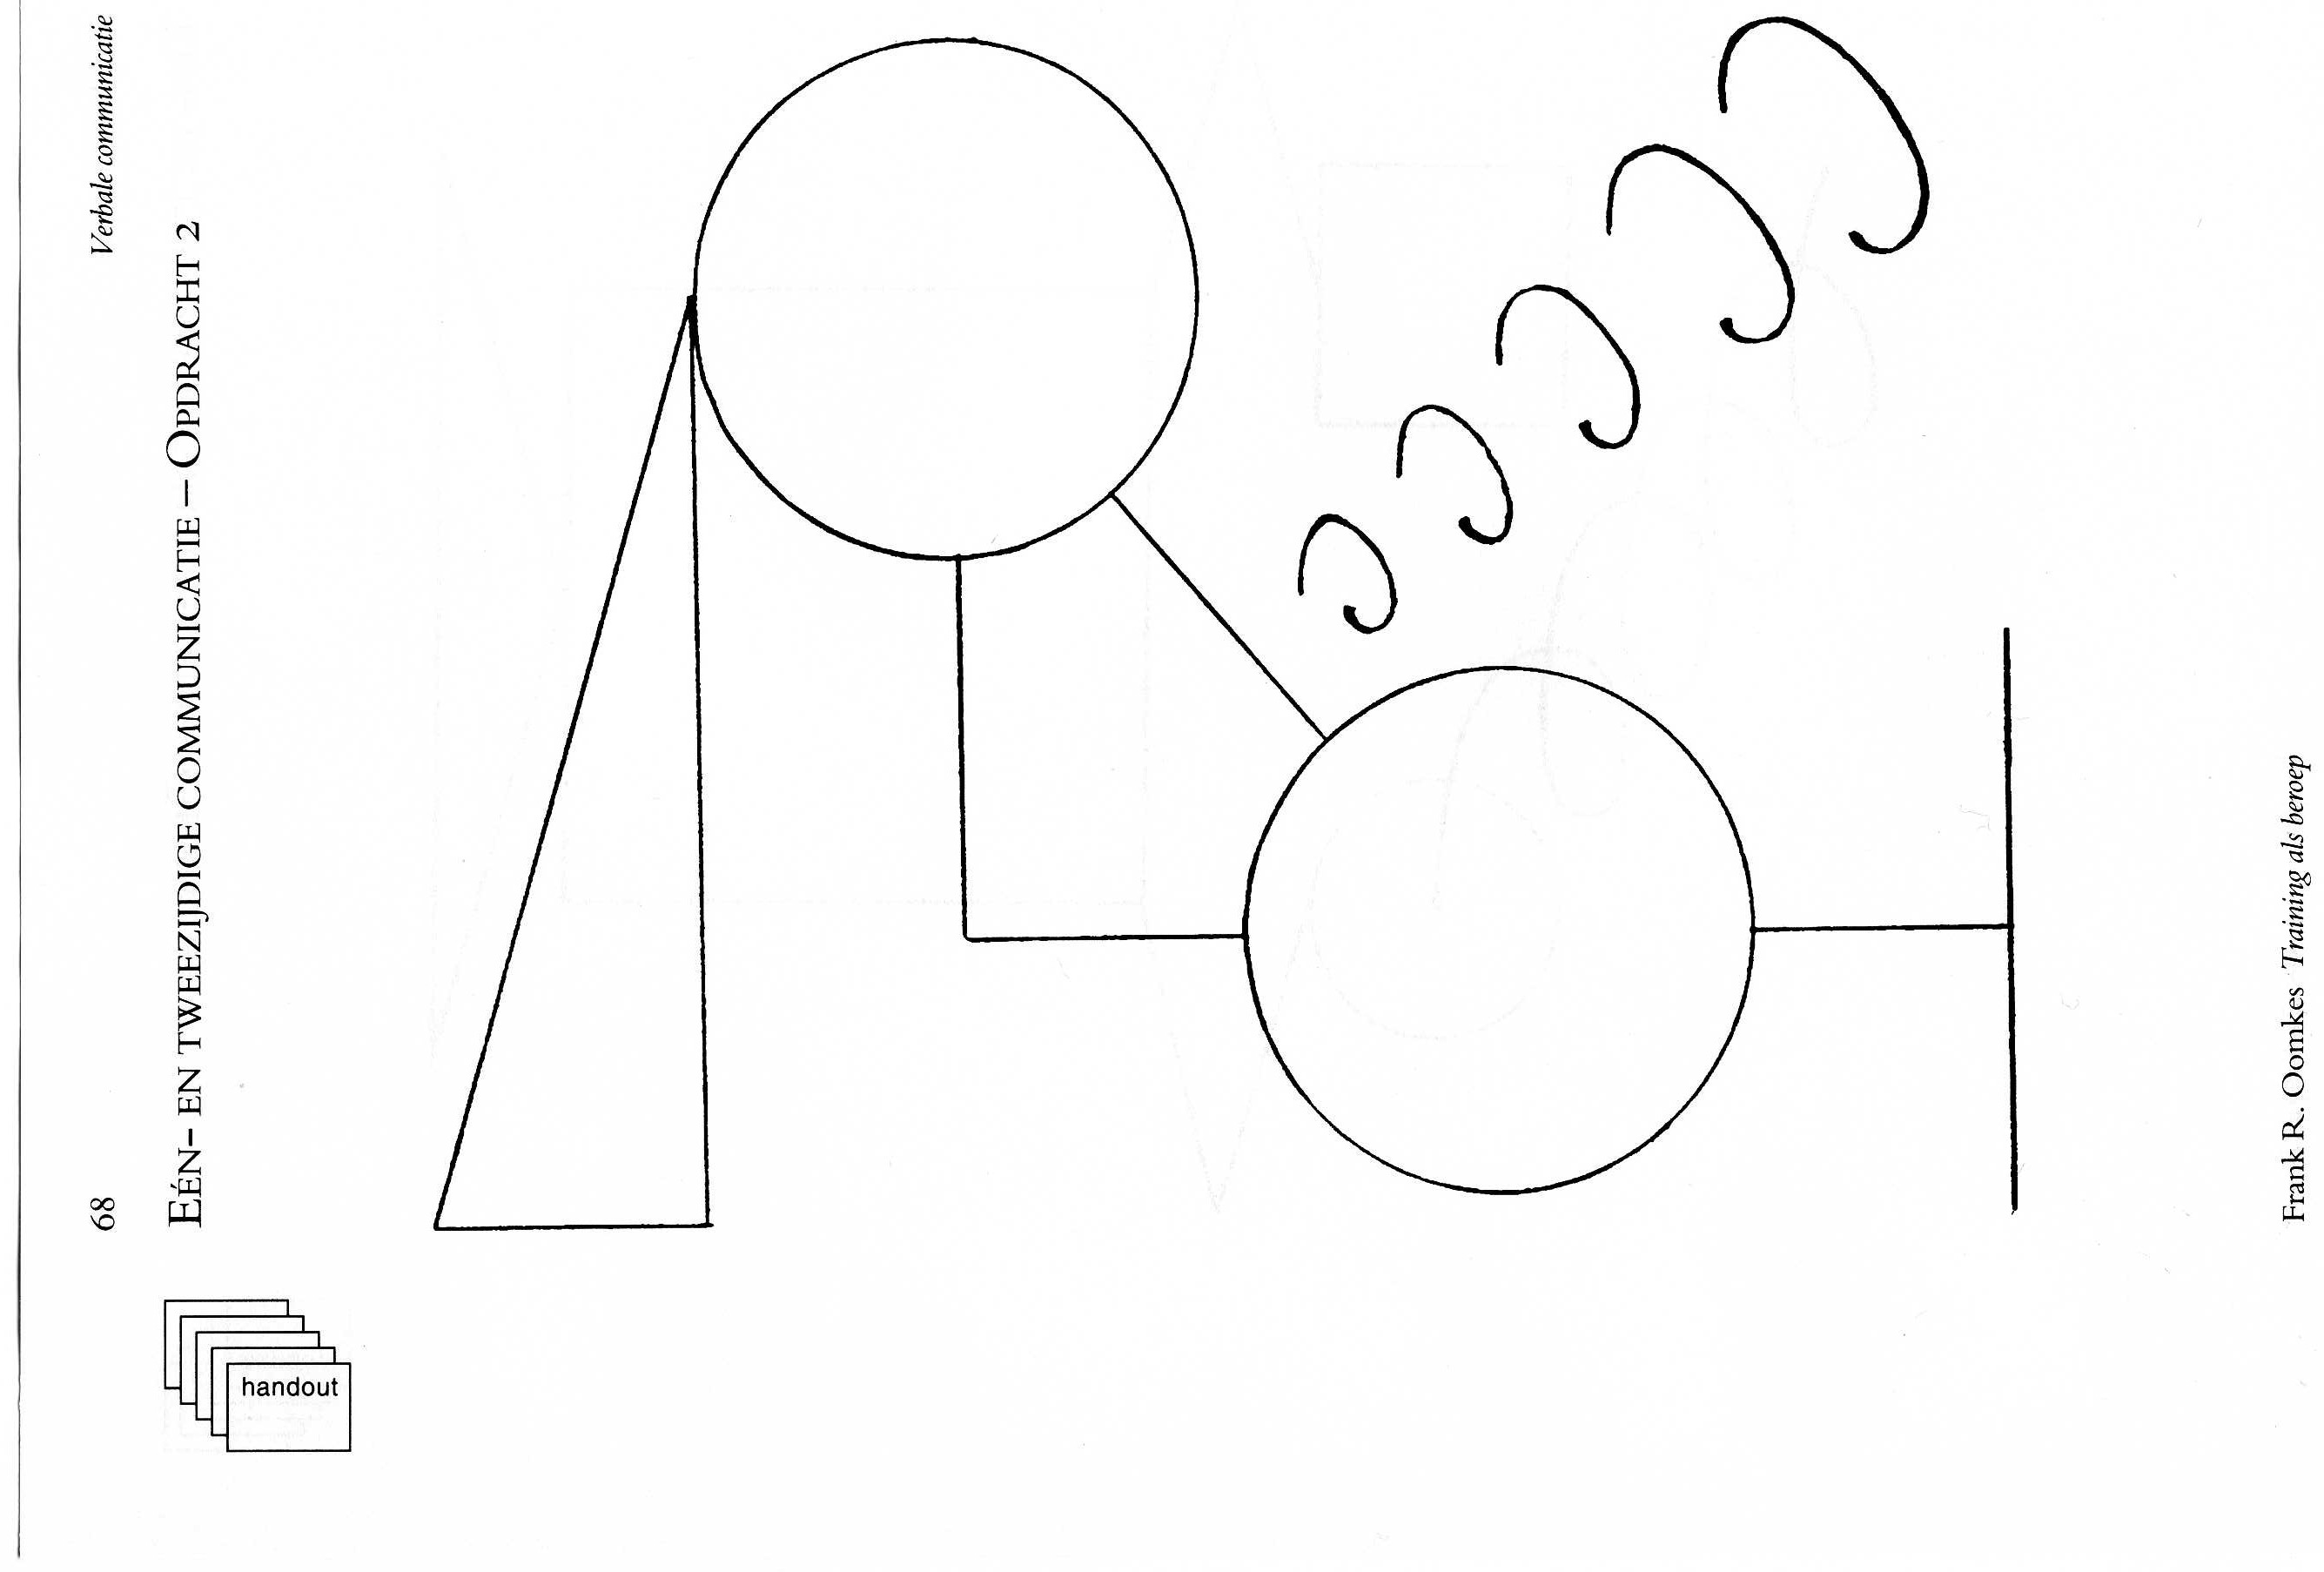 68
Verbale communicatie
EÉN- EN TWEEZIJDIGE COMMUNICATIE – OPDRACHT 2
handout
Frank R. Oomkes Training als beroep